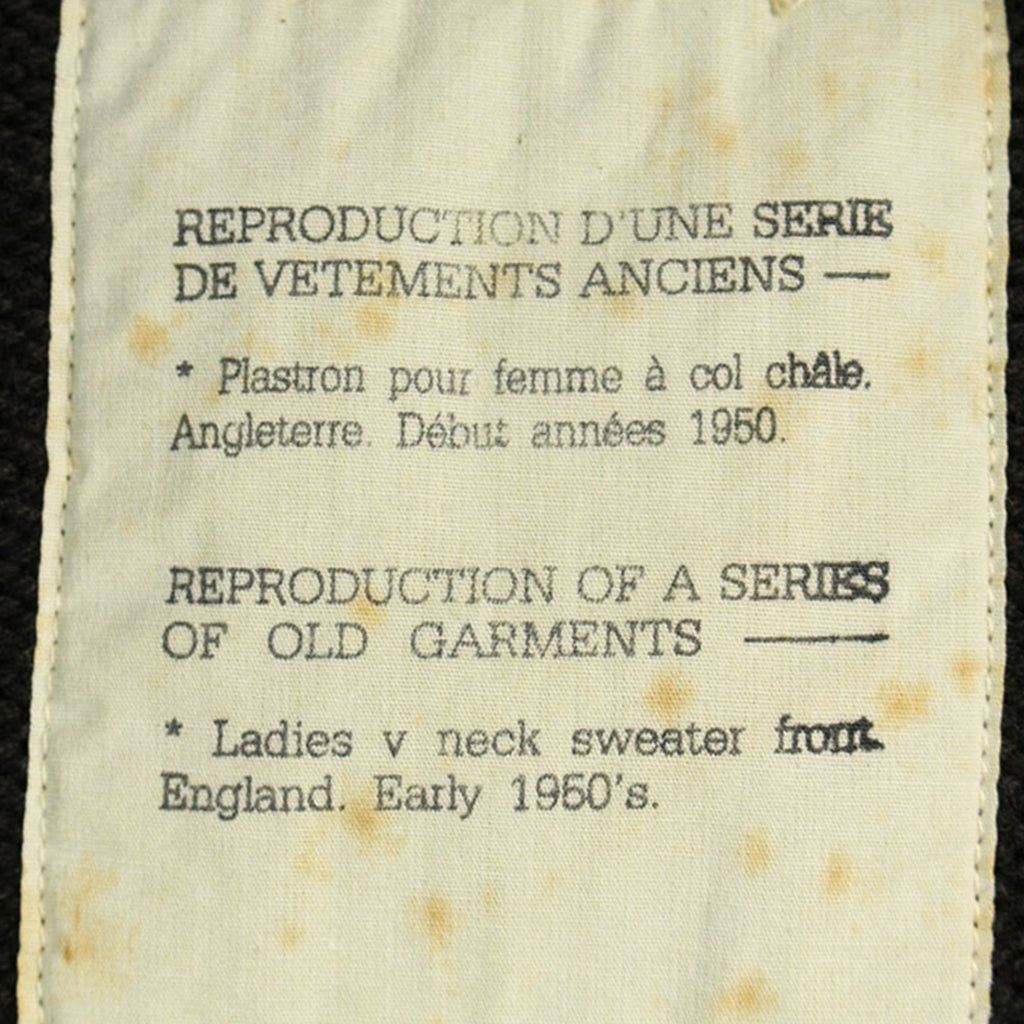 REPRODUCTION D'UNE SERIE
DE VETEMENTS ANCIENS —
* Plastron pour femme à col châle.
Angleterre. Début années 1950.
REPRODUCTION OF A SERIES
OF OLD GARMENTS —
* Ladies v neck sweater front.
England. Early 1950's.